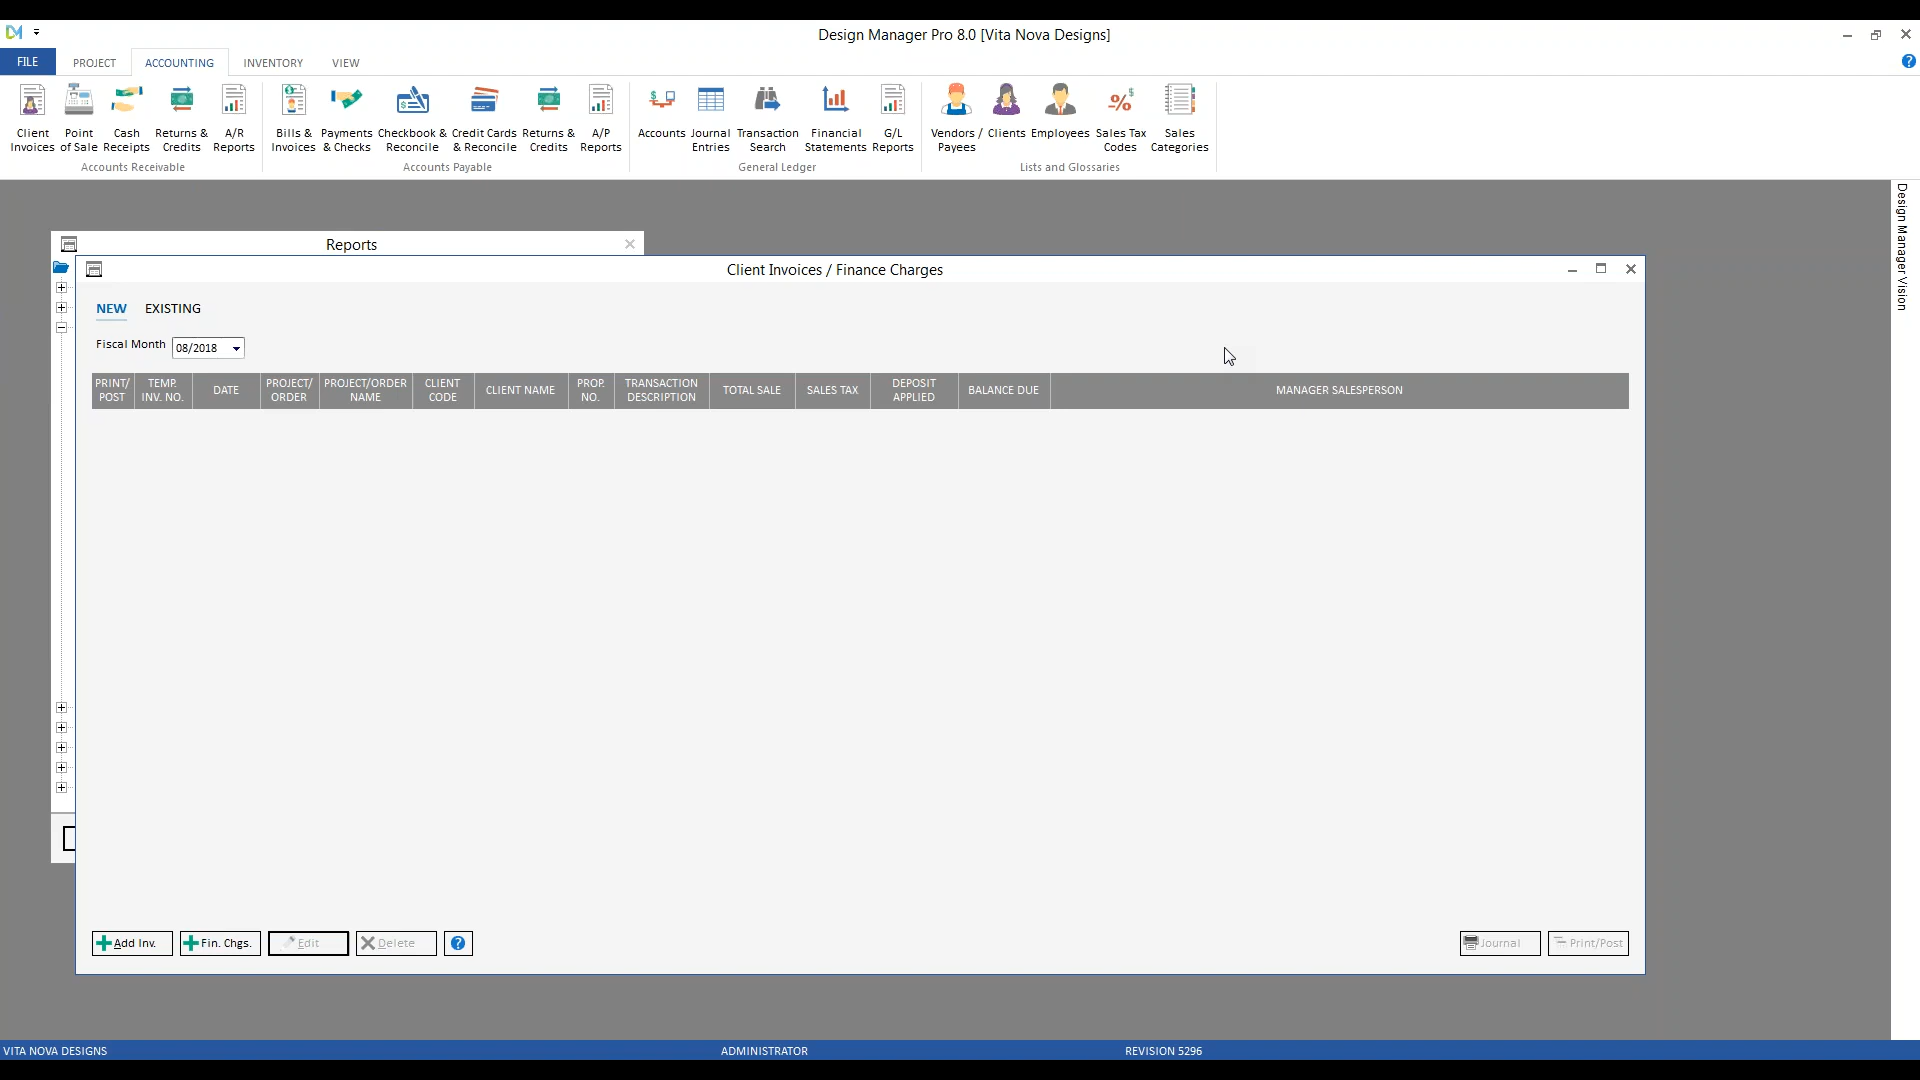 Design Manager Pro 8.0 [Vita Nova Designs]
FILE PROJECT ACCOUNTING INVENTORY VIEW
Client Invoices
Point of Sale
Cash Receipts
Returns & Credits
A/R Reports
Accounts Receivable
Bills & Invoices
Payments & Checks
Checkbook & Reconcile
Credit Cards & Reconcile
Returns & Credits
A/P Reports
Accounts Payable
Accounts
Journal Entries
Transaction Search
Financial Statements
G/L Reports
General Ledger
Vendors / Payees
Clients
Employees
Sales Tax Codes
Sales Categories
Lists and Glossaries
Design Manager Vision
Reports
Client Invoices / Finance Charges
NEW EXISTING
Fiscal Month 08/2018
PRINT/ POST
TEMP. INV. NO.
DATE
PROJECT/ ORDER
PROJECT/ORDER NAME
CLIENT CODE
CLIENT NAME
PROP. NO.
TRANSACTION DESCRIPTION
TOTAL SALE
SALES TAX
DEPOSIT APPLIED
BALANCE DUE
MANAGER SALESPERSON
Add Inv. Fin. Chgs. Edit Delete ? Journal Print/Post
VITA NOVA DESIGNS ADMINISTRATOR REVISION 5296